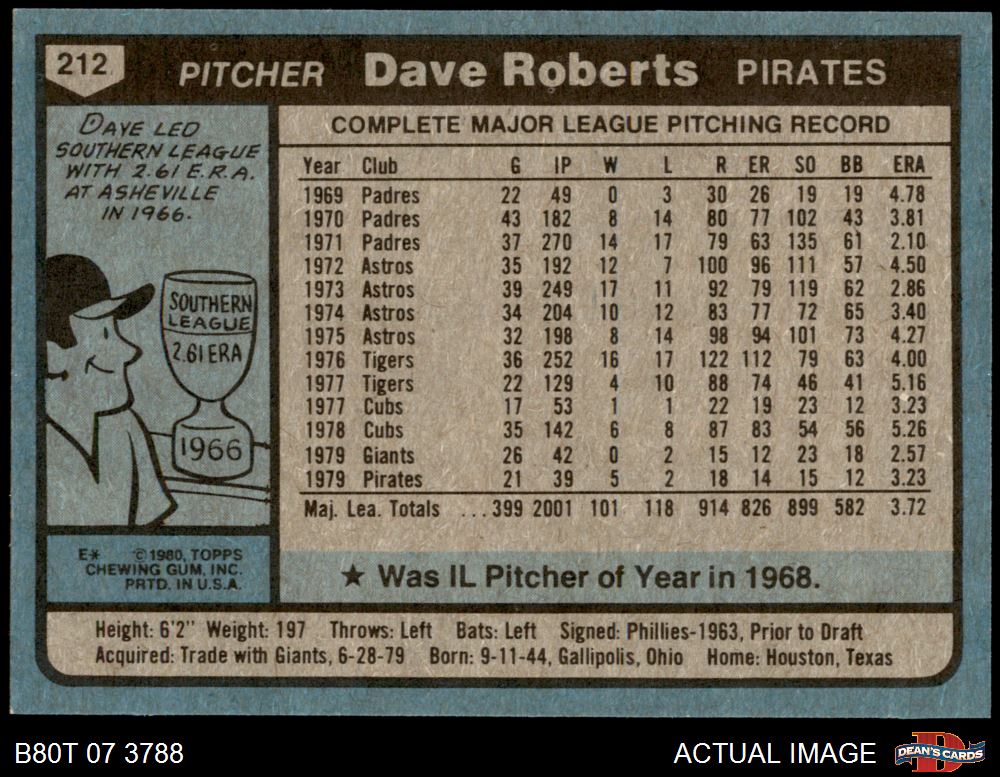 212
PITCHER Dave Roberts PIRATES
DAVE LED
SOUTHERN LEAGUE
WITH 2.61 E.R.A.
AT ASHEVILLE
IN 1966.
SOUTHERN
LEAGUE
2.61 ERA
1966
E* © 1980, TOPPS
CHEWING GUM, INC.
PRTD. IN U.S.A.
COMPLETE MAJOR LEAGUE PITCHING RECORD
Year Club G IP W L R ER SO BB ERA
1969 Padres 22 49 0 3 30 26 19 19 4.78
1970 Padres 43 182 8 14 80 77 102 43 3.81
1971 Padres 37 270 14 17 79 63 135 61 2.10
1972 Astros 35 192 12 7 100 96 111 57 4.50
1973 Astros 39 249 17 11 92 79 119 62 2.86
1974 Astros 34 204 10 12 83 77 72 65 3.40
1975 Astros 32 198 8 14 98 94 101 73 4.27
1976 Tigers 36 252 16 17 122 112 79 63 4.00
1977 Tigers 22 129 4 10 88 74 46 41 5.16
1977 Cubs 17 53 1 1 22 19 23 12 3.23
1978 Cubs 35 142 6 8 87 83 54 56 5.26
1979 Giants 26 42 0 2 15 12 23 18 2.57
1979 Pirates 21 39 5 2 18 14 15 12 3.23
Maj. Lea. Totals ...399 2001 101 118 914 826 899 582 3.72
★ Was IL Pitcher of Year in 1968.
Height: 6'2" Weight: 197 Throws: Left Bats: Left Signed: Phillies-1963, Prior to Draft
Acquired: Trade with Giants, 6-28-79 Born: 9-11-44, Gallipolis, Ohio Home: Houston, Texas
B80T 07 3788 ACTUAL IMAGE DEAN'S CARDS